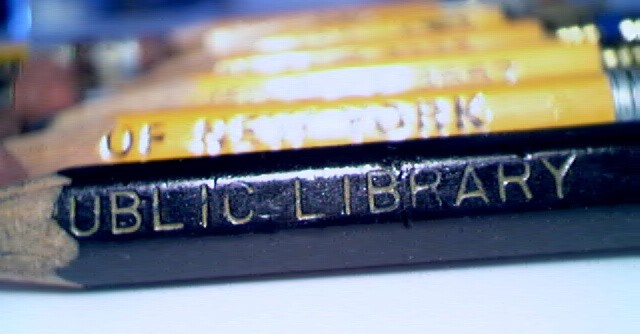 OF NEW YORK
UBLIC LIBRARY